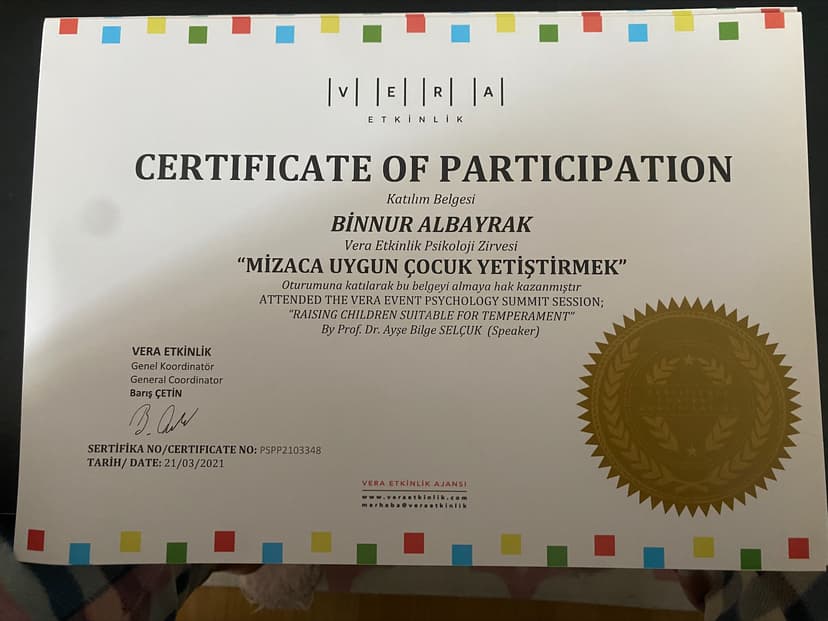 VERA
ETKİNLİK
CERTIFICATE OF PARTICIPATION
Katılım Belgesi
BİNNUR ALBAYRAK
Vera Etkinlik Psikoloji Zirvesi
“MİZACA UYGUN ÇOCUK YETİŞTİRMEK”
Oturumuna katılarak bu belgeyi almaya hak kazanmıştır
ATTENDED THE VERA EVENT PSYCHOLOGY SUMMIT SESSION;
“RAISING CHILDREN SUITABLE FOR TEMPERAMENT”
By Prof. Dr. Ayşe Bilge SELÇUK (Speaker)
VERA ETKİNLİK
Genel Koordinatör
General Coordinator
Barış ÇETİN
SERTİFİKA NO/CERTIFICATE NO: PSPP2103348
TARİH/ DATE: 21/03/2021
VERA ETKİNLİK AJANSI
www.veraetkinlik.com
merhaba@veraetkinlik